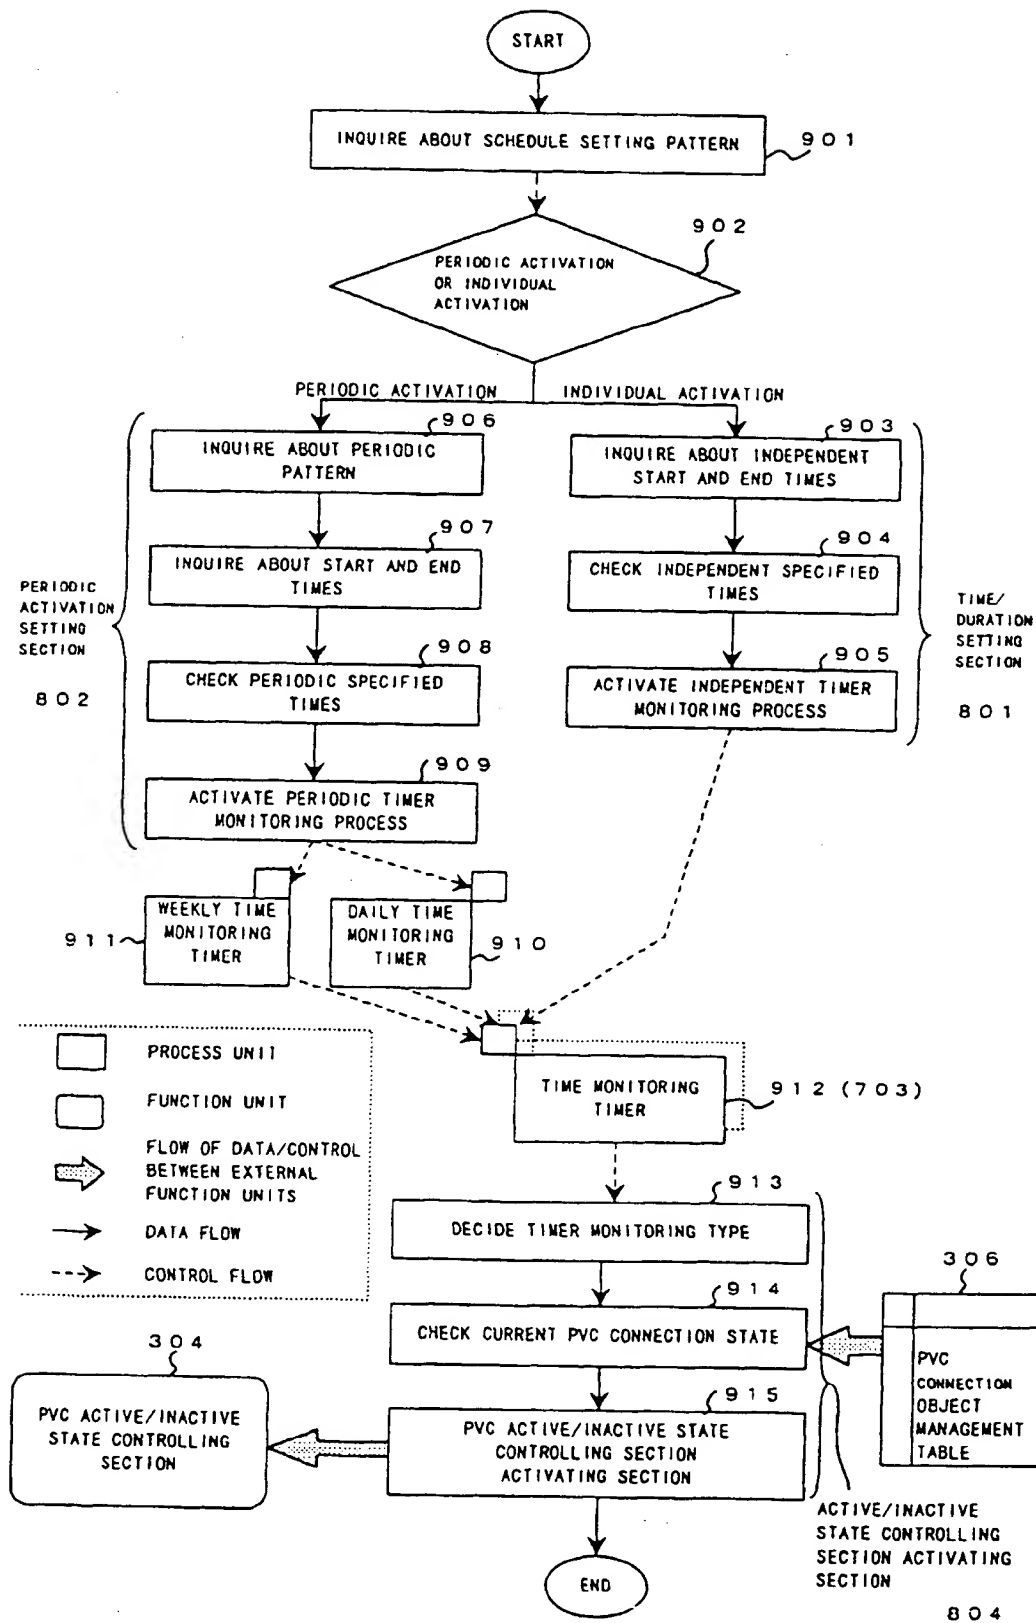 START
INQUIRE ABOUT SCHEDULE SETTING PATTERN
901
902
PERIODIC ACTIVATION
OR INDIVIDUAL
ACTIVATION
PERIODIC ACTIVATION
INDIVIDUAL ACTIVATION
906
INQUIRE ABOUT PERIODIC
PATTERN
903
INQUIRE ABOUT INDEPENDENT
START AND END TIMES
907
INQUIRE ABOUT START AND END
TIMES
904
CHECK INDEPENDENT SPECIFIED
TIMES
PERIODIC
ACTIVATION
SETTING
SECTION
802
908
CHECK PERIODIC SPECIFIED
TIMES
905
ACTIVATE INDEPENDENT TIMER
MONITORING PROCESS
TIME/
DURATION
SETTING
SECTION
801
909
ACTIVATE PERIODIC TIMER
MONITORING PROCESS
911
WEEKLY TIME
MONITORING
TIMER
DAILY TIME
MONITORING
TIMER
910
PROCESS UNIT
FUNCTION UNIT
FLOW OF DATA/CONTROL
BETWEEN EXTERNAL
FUNCTION UNITS
DATA FLOW
CONTROL FLOW
TIME MONITORING
TIMER
912 (703)
913
DECIDE TIMER MONITORING TYPE
914
CHECK CURRENT PVC CONNECTION STATE
306
PVC
CONNECTION
OBJECT
MANAGEMENT
TABLE
304
PVC ACTIVE/INACTIVE
STATE CONTROLLING
SECTION
915
PVC ACTIVE/INACTIVE STATE
CONTROLLING SECTION
ACTIVATING SECTION
ACTIVE/INACTIVE
STATE CONTROLLING
SECTION ACTIVATING
SECTION
804
END